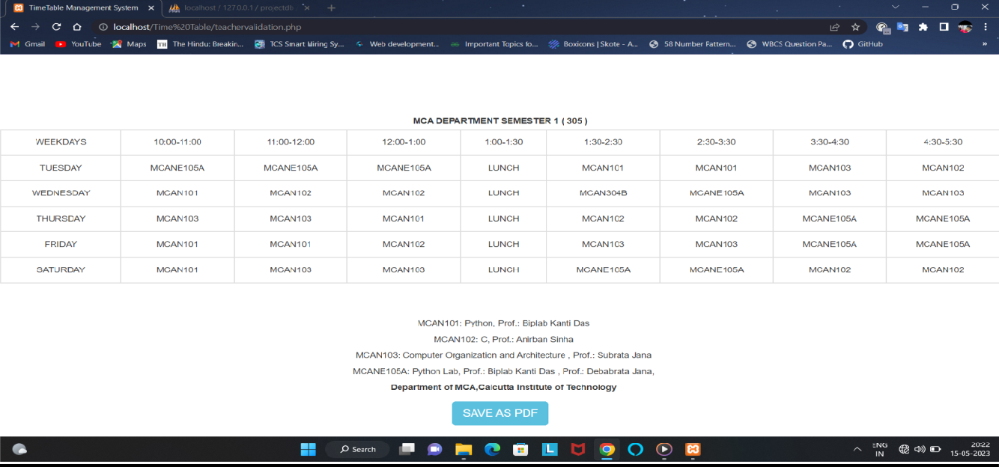 TimeTable Management System
localhost / 127.0.0.1 / projectdb
localhost/Time%20Table/teachervalidation.php
Gmail YouTube Maps The Hindu: Breakin... TCS Smart Hiring Sy... Web development... Important Topics fo... Boxicons | Skote - A... 58 Number Pattern... WBCS Question Pa... GitHub »
MCA DEPARTMENT SEMESTER 1 ( 305 )
WEEKDAYS 10:00-11:00 11:00-12:00 12:00-1:00 1:00-1:30 1:30-2:30 2:30-3:30 3:30-4:30 4:30-5:30
TUESDAY MCANE105A MCANE105A MCANE105A LUNCH MCAN101 MCAN101 MCAN103 MCAN102
WEDNESDAY MCAN101 MCAN102 MCAN102 LUNCH MCAN304B MCANE105A MCAN103 MCAN103
THURSDAY MCAN103 MCAN103 MCAN101 LUNCH MCAN102 MCAN102 MCANE105A MCANE105A
FRIDAY MCAN101 MCAN101 MCAN102 LUNCH MCAN103 MCAN103 MCANE105A MCANE105A
SATURDAY MCAN101 MCAN103 MCAN103 LUNCH MCANE105A MCANE105A MCAN102 MCAN102
MCAN101: Python, Prof.: Biplab Kanti Das
MCAN102: C, Prof.: Anirban Sinha
MCAN103: Computer Organization and Architecture , Prof.: Subrata Jana
MCANE105A: Python Lab, Prof.: Biplab Kanti Das , Prof.: Debabrata Jana,
Department of MCA,Calcutta Institute of Technology
SAVE AS PDF
Search
ENG
IN
20:22
15-05-2023